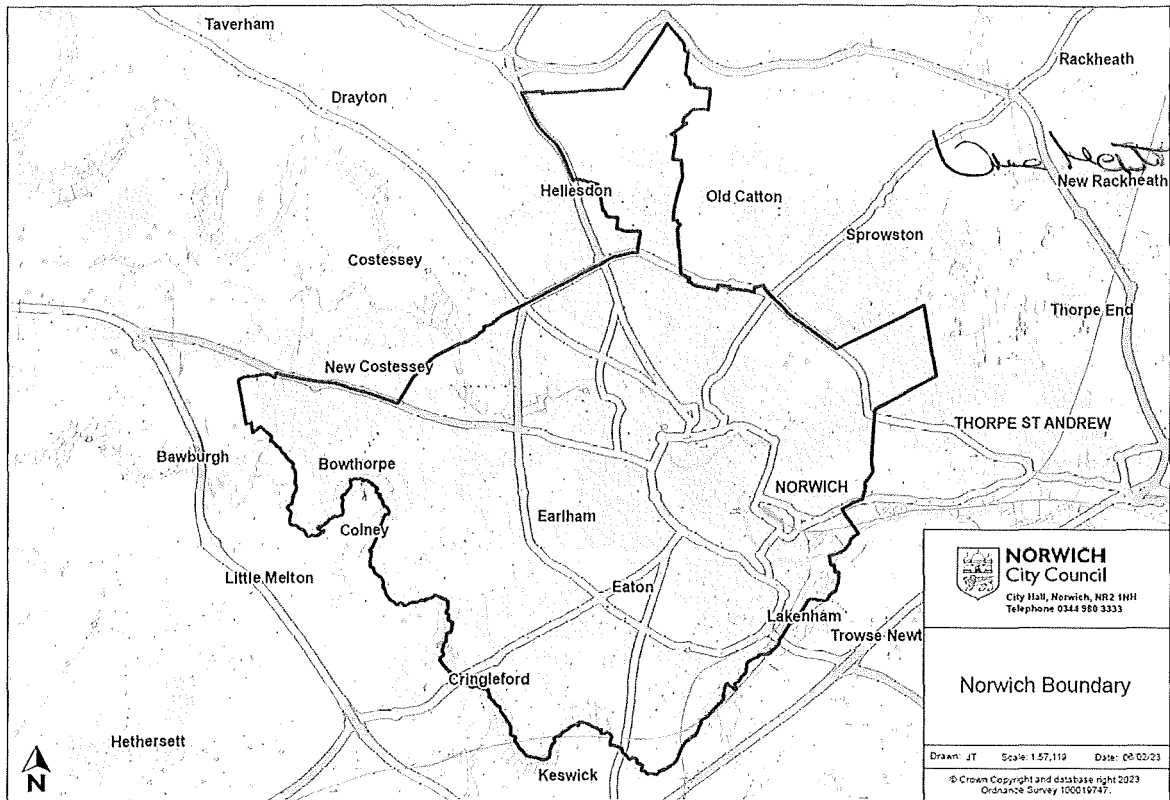 Taverham
Rackheath
Drayton
New Rackheath
Hellesdon
Old Catton
Sprowston
Costessey
Thorpe End
New Costessey
THORPE ST ANDREW
Bawburgh
Bowthorpe
NORWICH
Earlham
Colney
Little Melton
Eaton
Lakenham
Trowse Newt
Cringleford
Hethersett
Keswick
N
NORWICH
City Council
City Hall, Norwich, NR2 1NH
Telephone 0344 980 3333
Norwich Boundary
Drawn: JT Scale: 1:57,119 Date: 06/02/23
© Crown Copyright and database right 2023
Ordnance Survey 100019747.